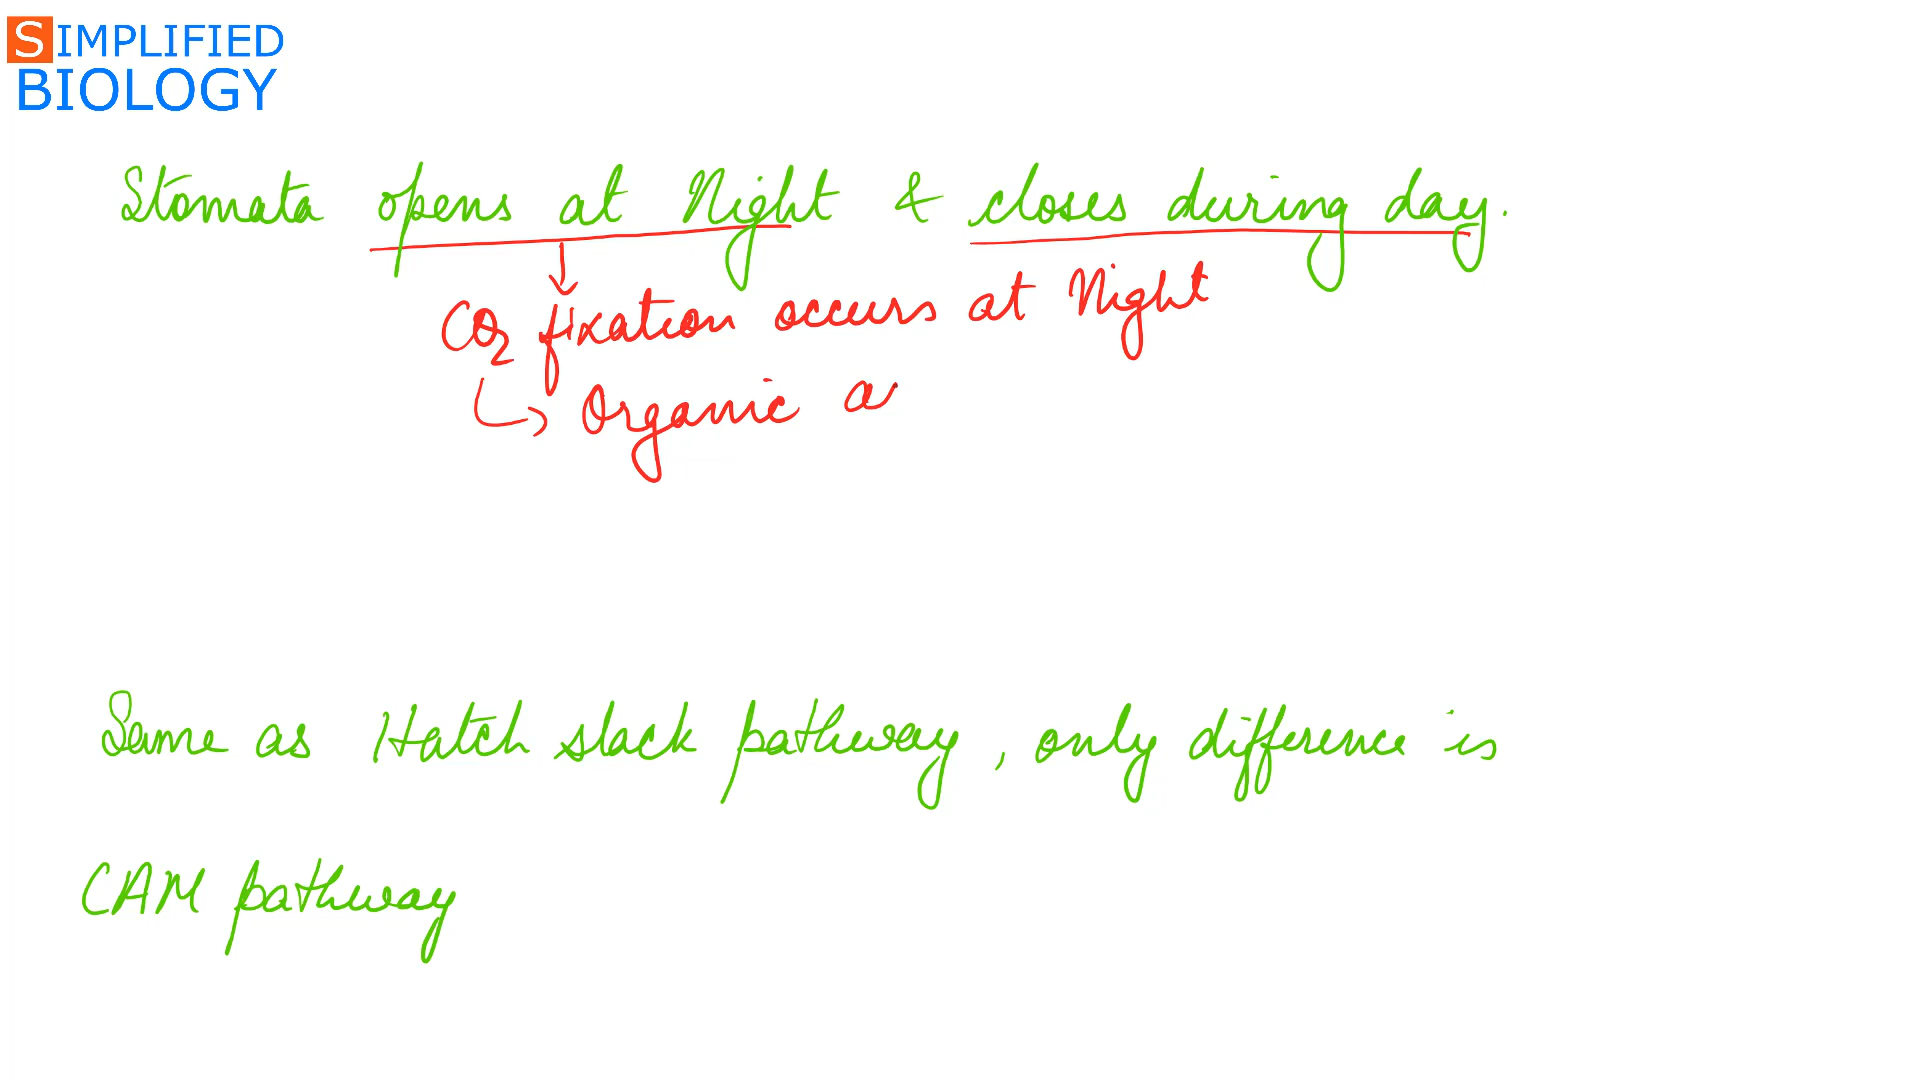 SIMPLIFIED
BIOLOGY
Stomata opens at Night & closes during day.
CO2 fixation occurs at Night
Organic a
Same as Hatch slack pathway, only difference is
CAM pathway